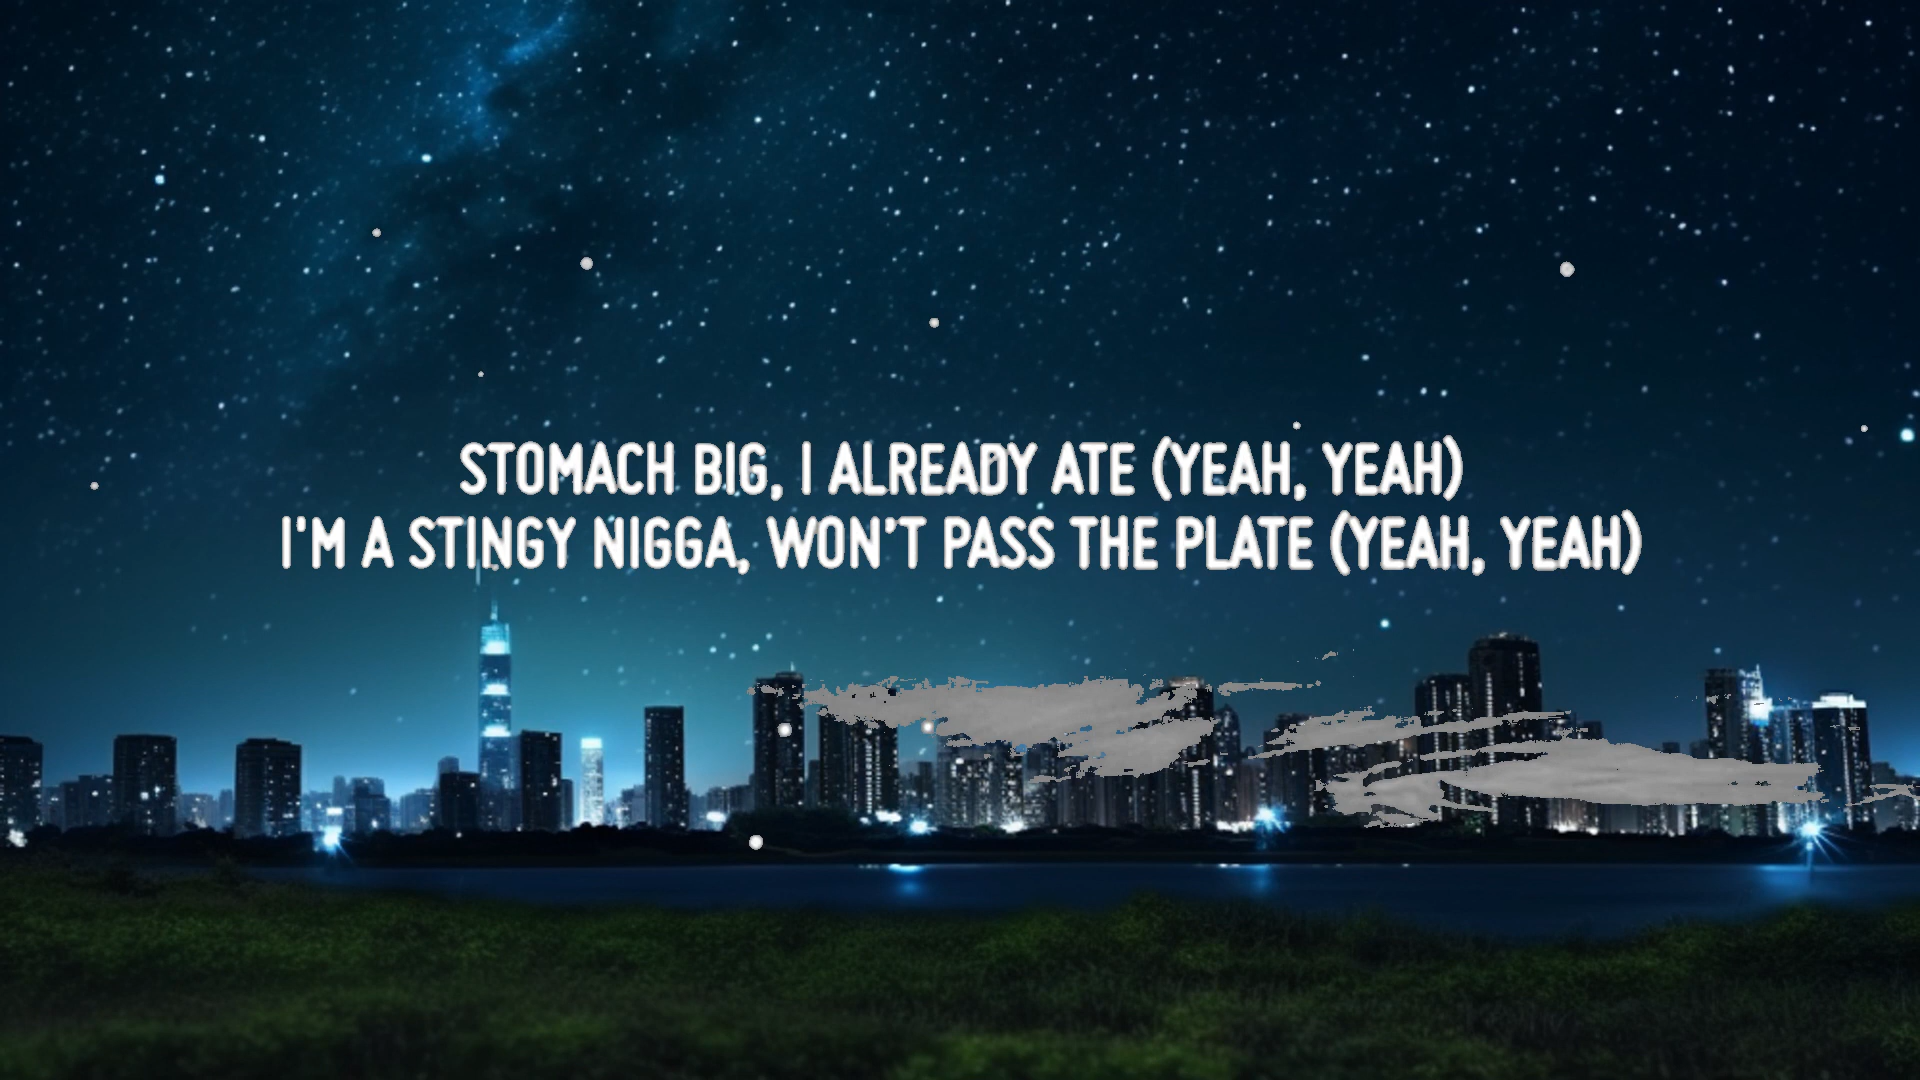 STOMACH BIG, I ALREADY ATE (YEAH, YEAH)
I'M A STINGY NIGGA, WON'T PASS THE PLATE (YEAH, YEAH)